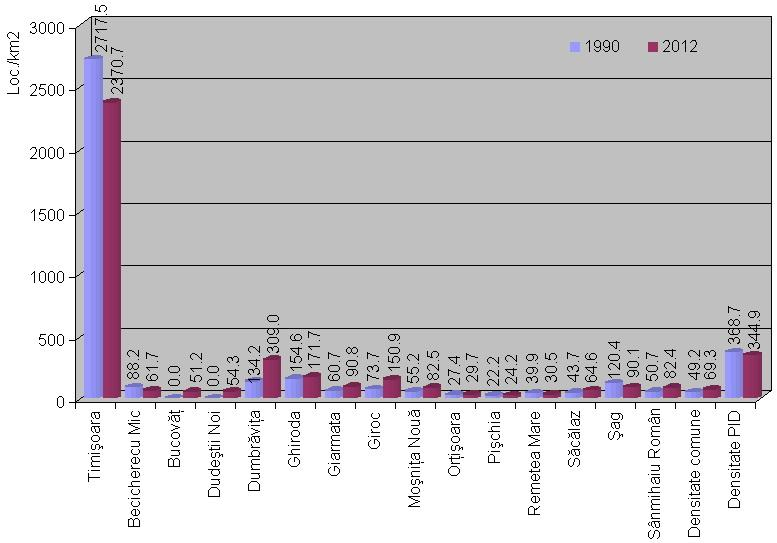 Loc./km2
3000
2500
2000
1500
1000
500
0
1990
2012
2717.5
2370.7
88.2
61.7
0.0
51.2
0.0
54.3
134.2
309.0
154.6
171.7
60.7
90.8
73.7
150.9
55.2
82.5
27.4
29.7
22.2
24.2
39.9
30.5
43.7
64.6
120.4
90.1
50.7
82.4
49.2
69.3
368.7
344.9
Timişoara
Becicherecu Mic
Bucovăţ
Dudeştii Noi
Dumbrăviţa
Ghiroda
Giarmata
Giroc
Moşniţa Nouă
Orţişoara
Pişchia
Remetea Mare
Săcălaz
Şag
Sânmihaiu Român
Densitate comune
Densitate PID